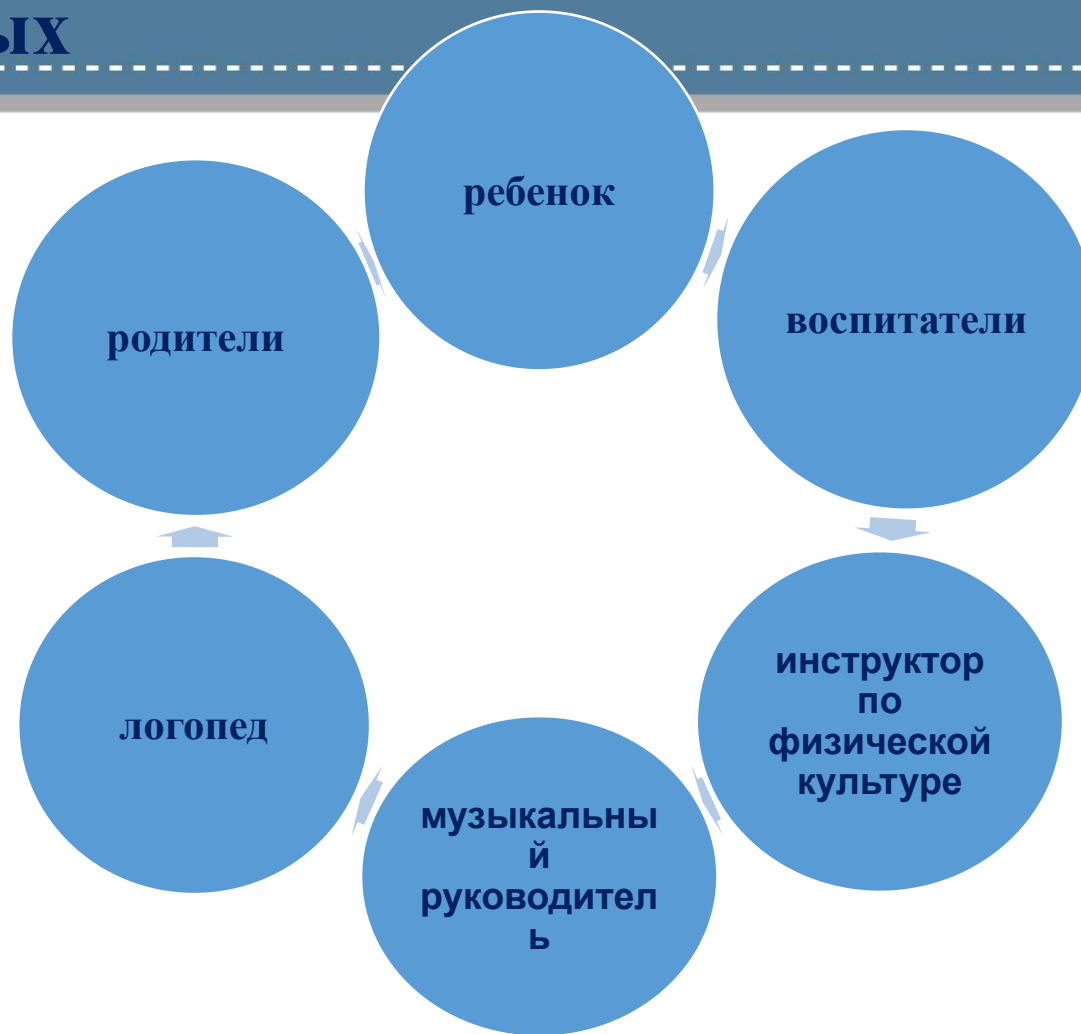 ых
ребенок
воспитатели
родители
инструктор
по
физической
культуре
логопед
музыкальны
й
руководител
ь